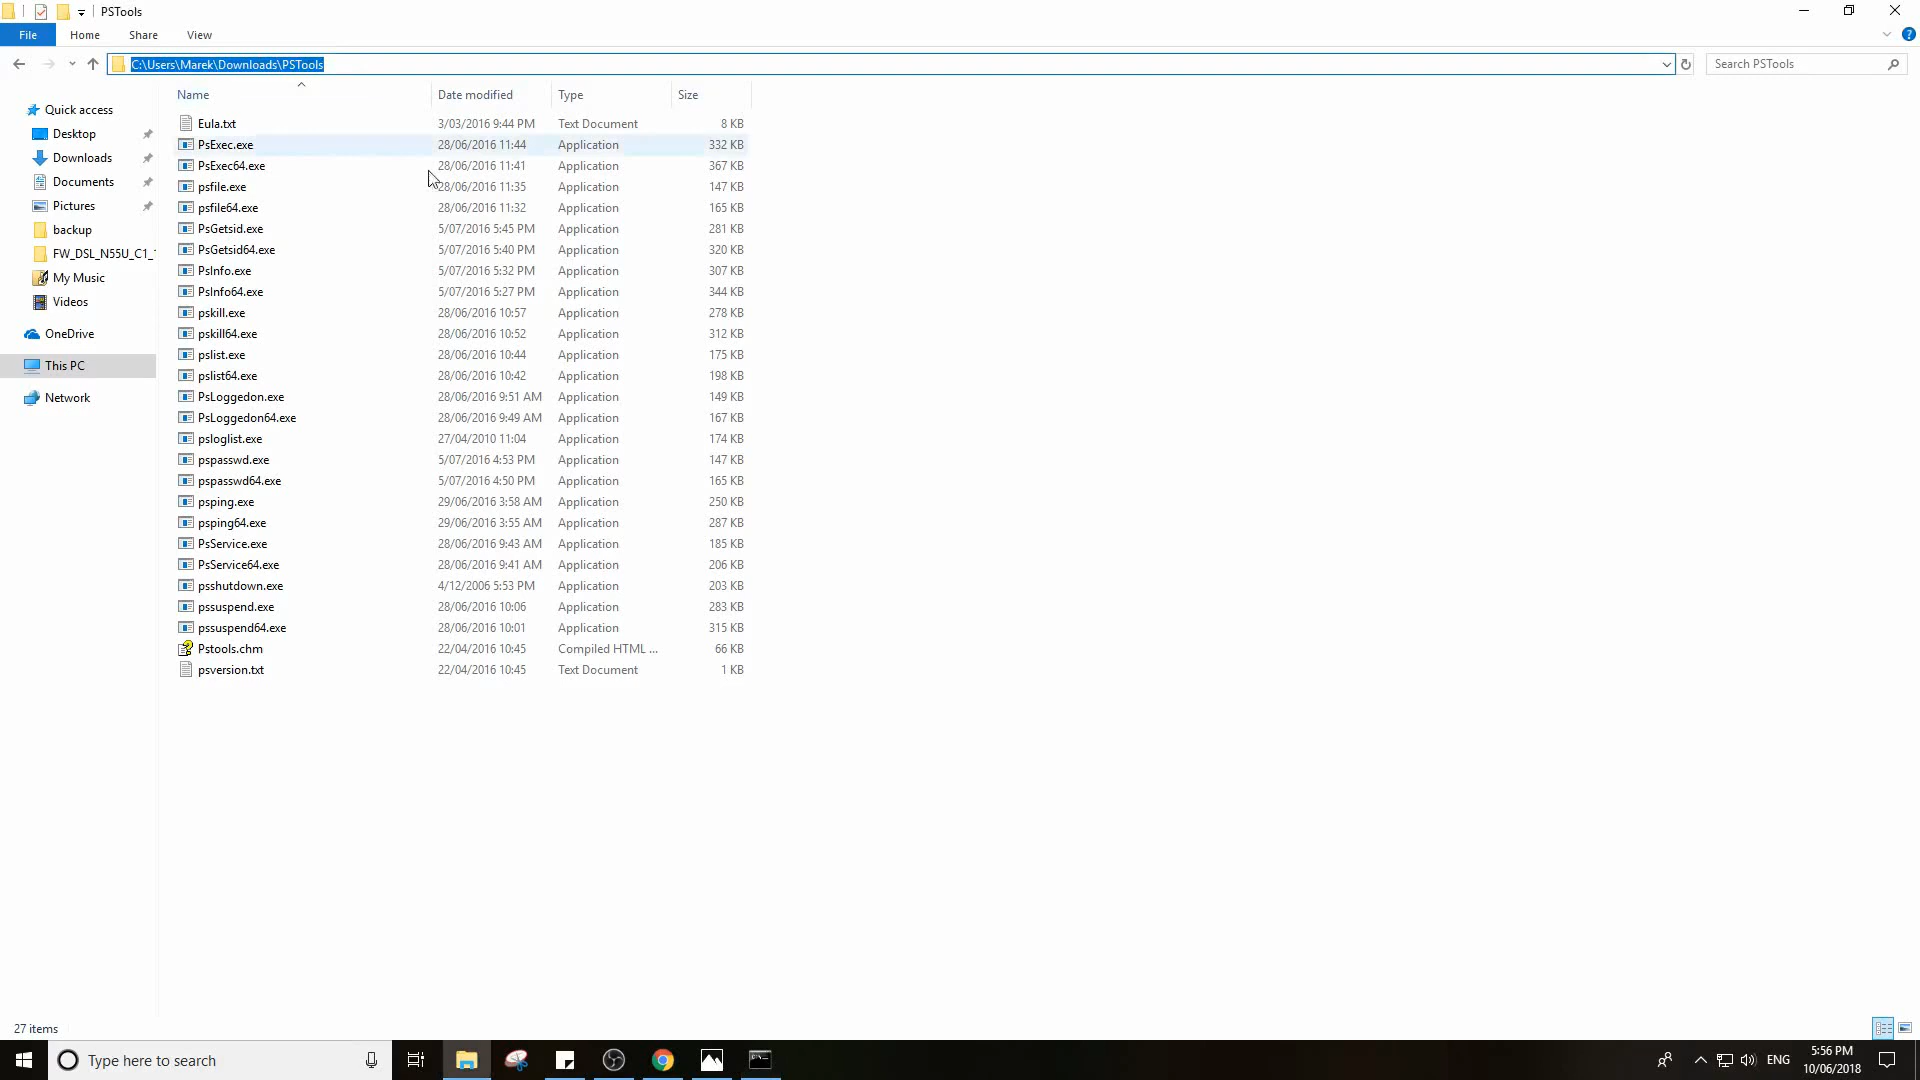 PSTools
File Home Share View
C:\Users\Marek\Downloads\PSTools
Search PSTools
Name Date modified Type Size
Quick access
Desktop
Downloads
Documents
Pictures
backup
FW_DSL_N55U_C1_
My Music
Videos
OneDrive
This PC
Network
Eula.txt 3/03/2016 9:44 PM Text Document 8 KB
PsExec.exe 28/06/2016 11:44 Application 332 KB
PsExec64.exe 28/06/2016 11:41 Application 367 KB
psfile.exe 28/06/2016 11:35 Application 147 KB
psfile64.exe 28/06/2016 11:32 Application 165 KB
PsGetsid.exe 5/07/2016 5:45 PM Application 281 KB
PsGetsid64.exe 5/07/2016 5:40 PM Application 320 KB
PsInfo.exe 5/07/2016 5:32 PM Application 307 KB
PsInfo64.exe 5/07/2016 5:27 PM Application 344 KB
pskill.exe 28/06/2016 10:57 Application 278 KB
pskill64.exe 28/06/2016 10:52 Application 312 KB
pslist.exe 28/06/2016 10:44 Application 175 KB
pslist64.exe 28/06/2016 10:42 Application 198 KB
PsLoggedon.exe 28/06/2016 9:51 AM Application 149 KB
PsLoggedon64.exe 28/06/2016 9:49 AM Application 167 KB
psloglist.exe 27/04/2010 11:04 Application 174 KB
pspasswd.exe 5/07/2016 4:53 PM Application 147 KB
pspasswd64.exe 5/07/2016 4:50 PM Application 165 KB
psping.exe 29/06/2016 3:58 AM Application 250 KB
psping64.exe 29/06/2016 3:55 AM Application 287 KB
PsService.exe 28/06/2016 9:43 AM Application 185 KB
PsService64.exe 28/06/2016 9:41 AM Application 206 KB
psshutdown.exe 4/12/2006 5:53 PM Application 203 KB
pssuspend.exe 28/06/2016 10:06 Application 283 KB
pssuspend64.exe 28/06/2016 10:01 Application 315 KB
Pstools.chm 22/04/2016 10:45 Compiled HTML ... 66 KB
psversion.txt 22/04/2016 10:45 Text Document 1 KB
27 items
Type here to search
ENG
5:56 PM
10/06/2018